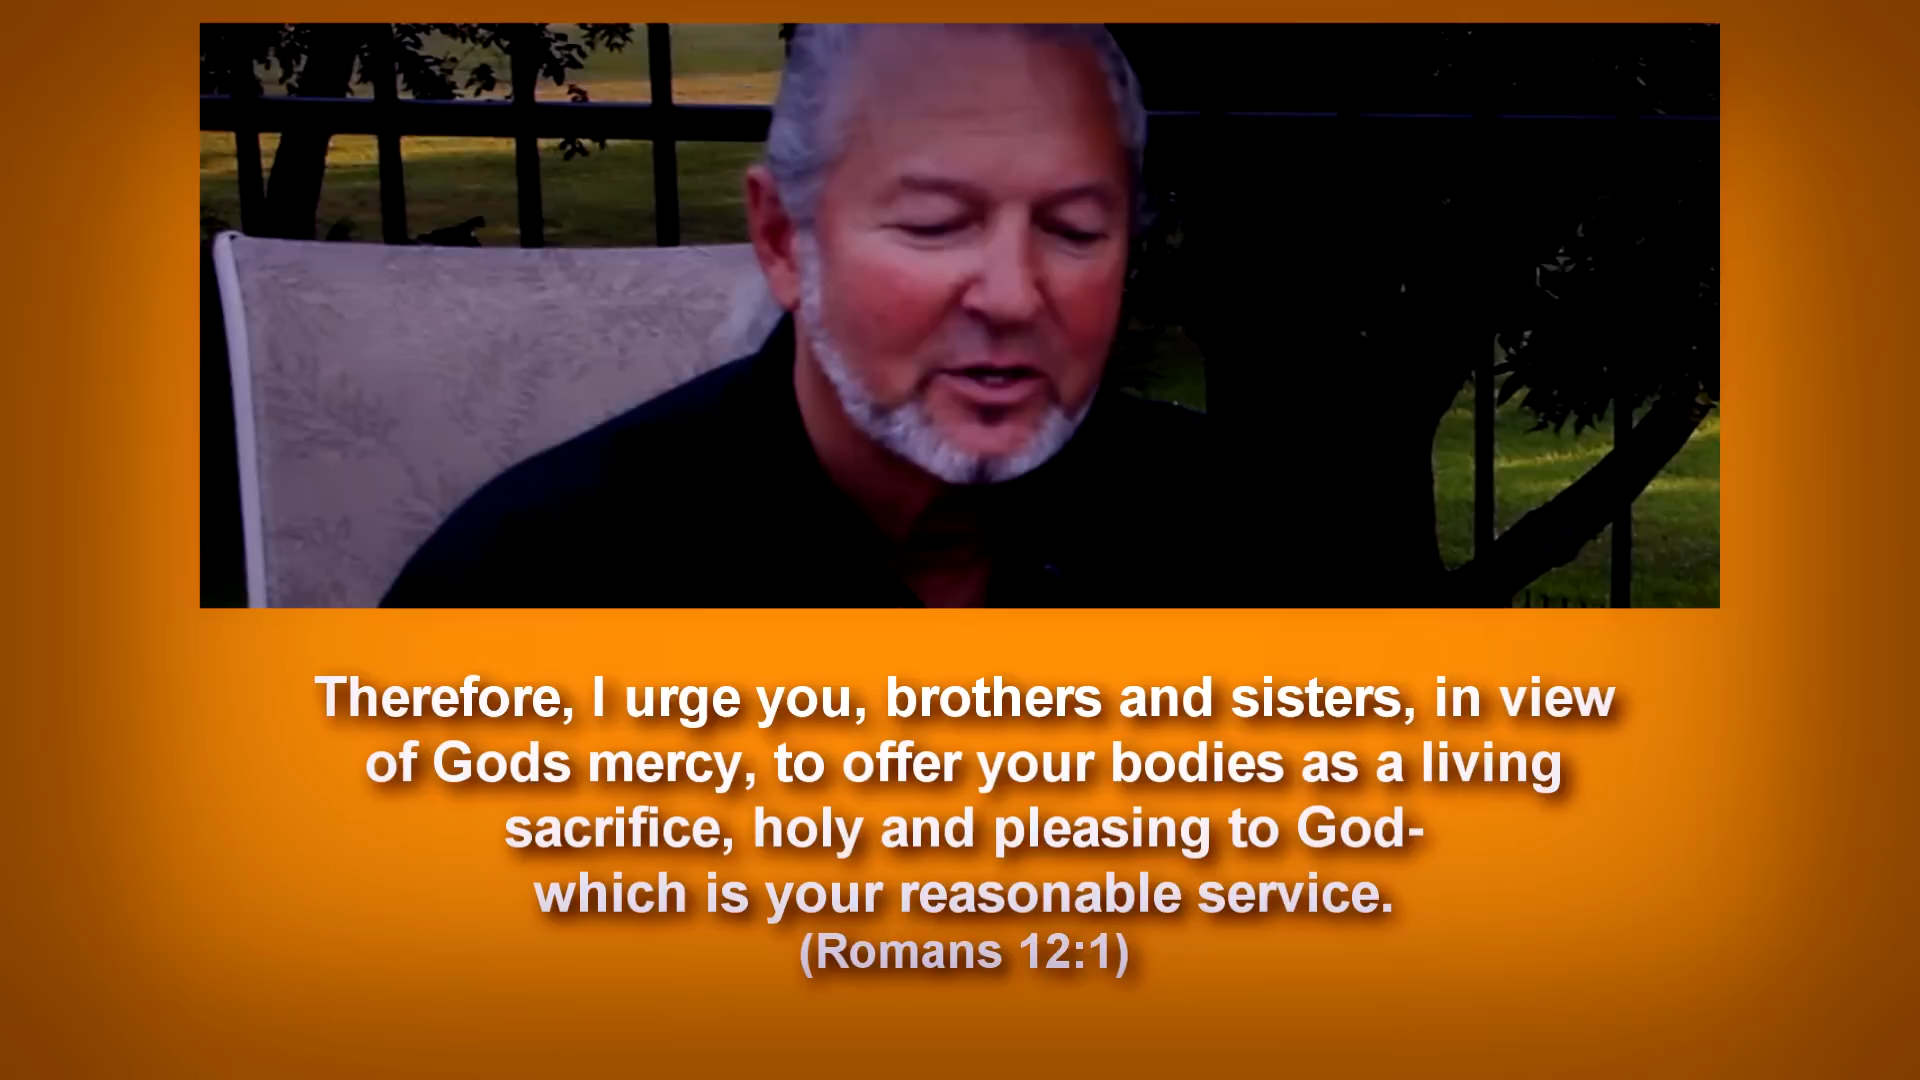 Therefore, I urge you, brothers and sisters, in view
of Gods mercy, to offer your bodies as a living
sacrifice, holy and pleasing to God-
which is your reasonable service.
(Romans 12:1)